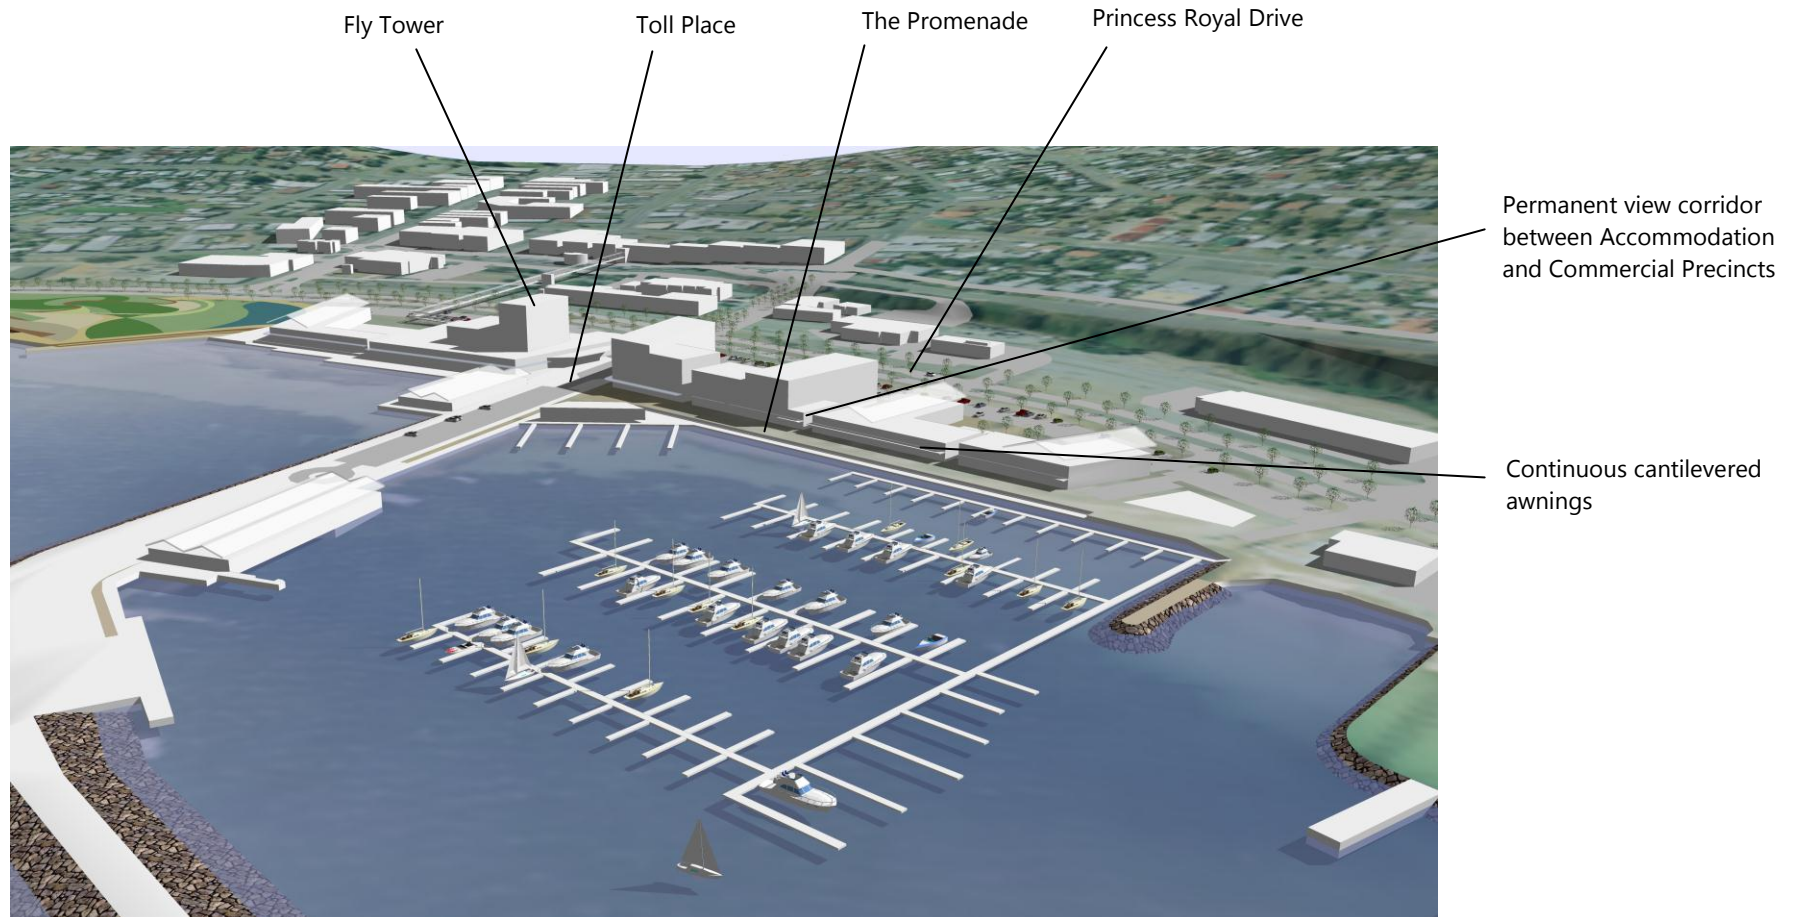 Fly Tower
Toll Place
The Promenade
Princess Royal Drive
Permanent view corridor
between Accommodation
and Commercial Precincts
Continuous cantilevered
awnings